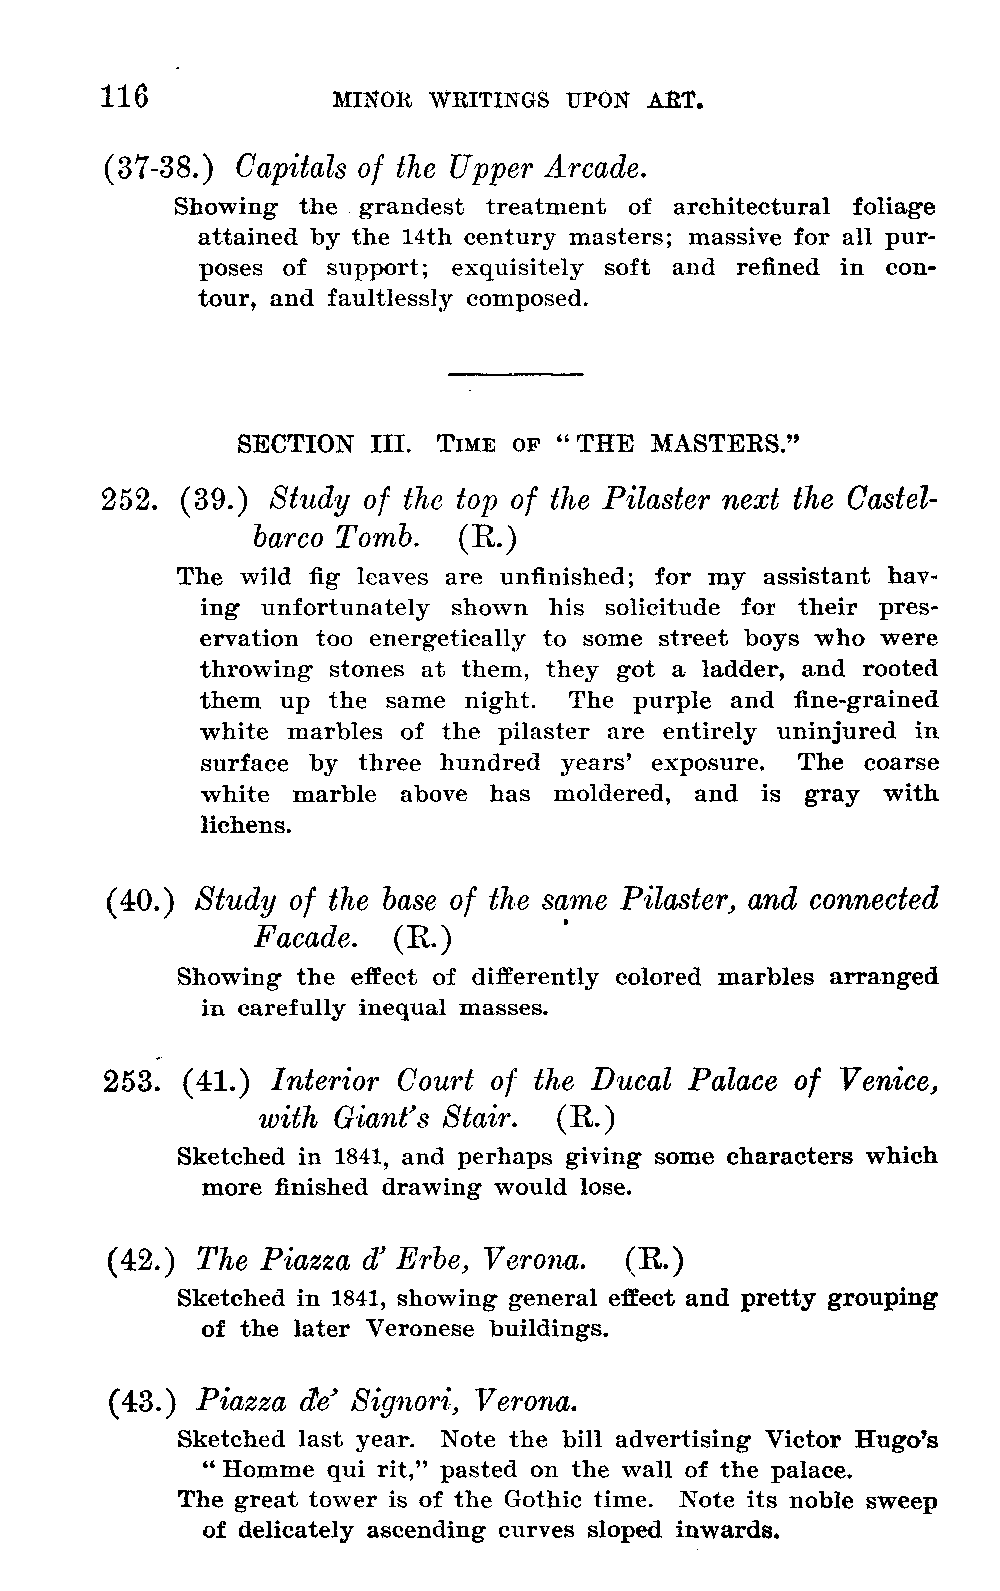 116 MINOR WRITINGS UPON ART.
(37-38.) Capitals of the Upper Arcade.
Showing the grandest treatment of architectural foliage
attained by the 14th century masters; massive for all pur-
poses of support; exquisitely soft and refined in con-
tour, and faultlessly composed.
SECTION III. TIME OF "THE MASTERS."
252. (39.) Study of the top of the Pilaster next the Castel-
barco Tomb. (R.)
The wild fig leaves are unfinished; for my assistant hav-
ing unfortunately shown his solicitude for their pres-
ervation too energetically to some street boys who were
throwing stones at them, they got a ladder, and rooted
them up the same night. The purple and fine-grained
white marbles of the pilaster are entirely uninjured in
surface by three hundred years' exposure. The coarse
white marble above has moldered, and is gray with
lichens.
(40.) Study of the base of the same Pilaster, and connected
Facade. (R.)
Showing the effect of differently colored marbles arranged
in carefully inequal masses.
253. (41.) Interior Court of the Ducal Palace of Venice,
with Giant's Stair. (R.)
Sketched in 1841, and perhaps giving some characters which
more finished drawing would lose.
(42.) The Piazza d' Erbe, Verona. (R.)
Sketched in 1841, showing general effect and pretty grouping
of the later Veronese buildings.
(43.) Piazza de' Signori, Verona.
Sketched last year. Note the bill advertising Victor Hugo's
"Homme qui rit," pasted on the wall of the palace.
The great tower is of the Gothic time. Note its noble sweep
of delicately ascending curves sloped inwards.